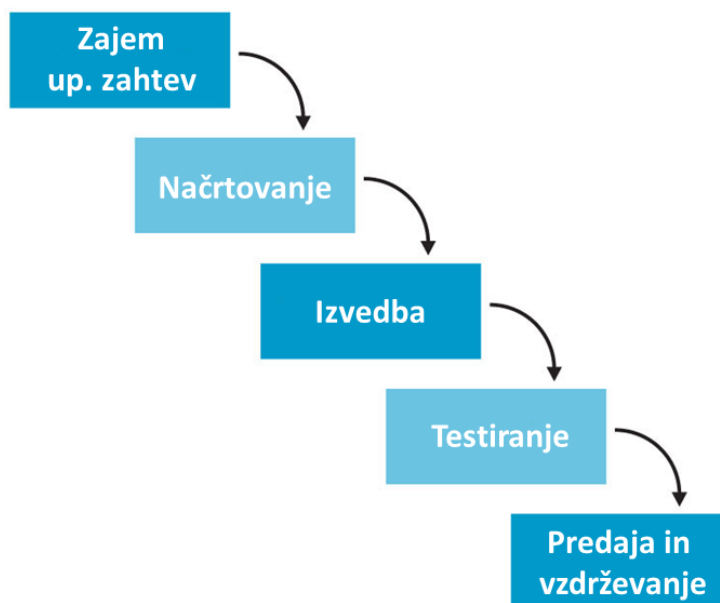 Zajem
up. zahtev
Načrtovanje
Izvedba
Testiranje
Predaja in
vzdrževanje